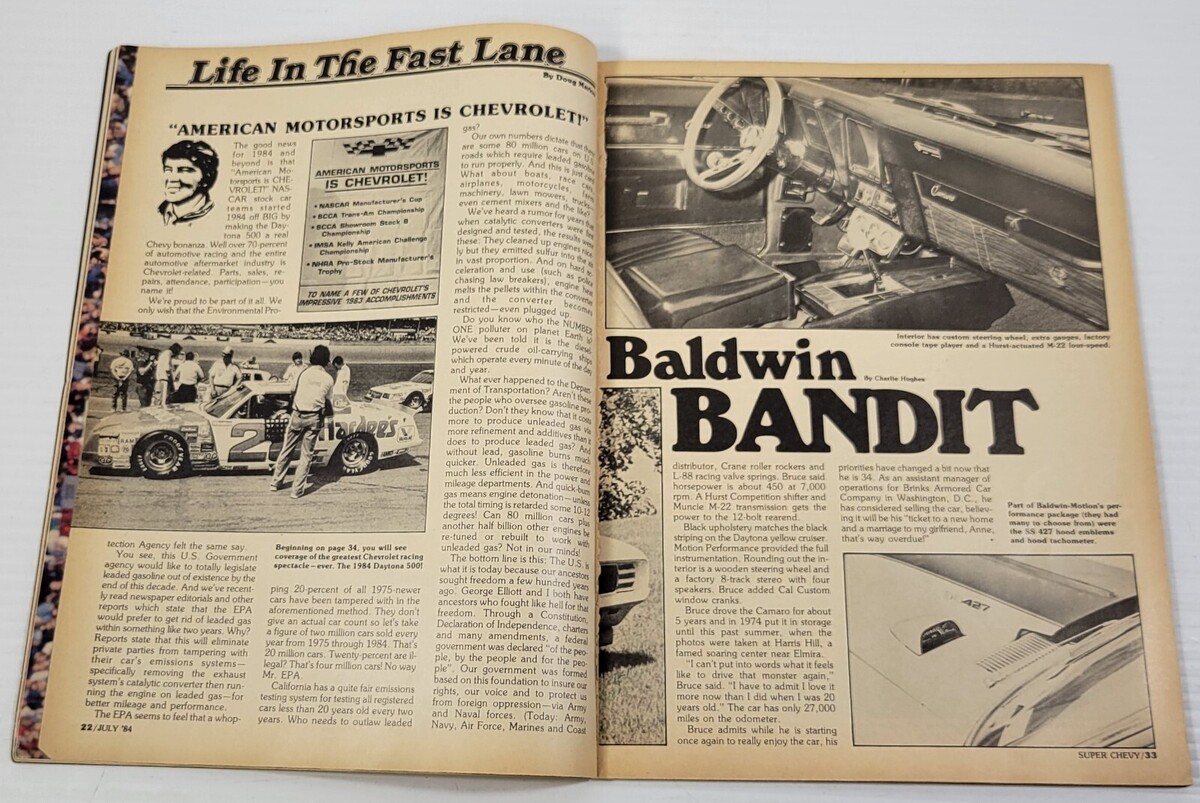 Life In The Fast Lane
By Doug
"AMERICAN MOTORSPORTS IS CHEVROLET!"
The good news
for 1984 and
beyond is that
"American Mo-
torsports is CHE-
VROLET!" NAS-
CAR stock car
teams started
1984 off BIG by
making the Day-
tona 500 a real
Chevy bonanza. Well over 70-percent
of automotive racing and the entire
automotive aftermarket industry is
Chevrolet-related. Parts, sales, re-
pairs, attendance, participation—you
name it!
We're proud to be part of it all. We
only wish that the Environmental Pro-
AMERICAN MOTORSPORTS
IS CHEVROLET!
• NASCAR Manufacturer's Cup
• SCCA Trans-Am Championship
• SCCA Showroom Stock B
Championship
• IMSA Kelly American Challenge
Championship
• NHRA Pro-Stock Manufacturer's
Trophy
TO NAME A FEW OF CHEVROLET'S
IMPRESSIVE 1983 ACCOMPLISHMENTS
2
Hardee's
tection Agency felt the same say.
You see, this U.S. Government
agency would like to totally legislate
leaded gasoline out of existence by the
end of this decade. And we've recent-
ly read newspaper editorials and other
reports which state that the EPA
would prefer to get rid of leaded gas
within something like two years. Why?
Reports state that this will eliminate
private parties from tampering with
their car's emissions systems—
specifically removing the exhaust
system's catalytic converter then run-
ning the engine on leaded gas—for
better mileage and performance.
The EPA seems to feel that a whop-
Beginning on page 34, you will see
coverage of the greatest Chevrolet racing
spectacle—ever. The 1984 Daytona 500!
ping 20-percent of all 1975-newer
cars have been tampered with in the
aforementioned method. They don't
give an actual car count so let's take
a figure of two million cars sold every
year from 1975 through 1984. That's
20 million cars. Twenty-percent are il-
legal? That's four million cars! No way
Mr. EPA.
California has a quite fair emissions
testing system for testing all registered
cars less than 20 years old every two
years. Who needs to outlaw leaded
gas?
Our own numbers dictate that there
are some 80 million cars on U.S.
roads which require leaded gasoline
to run properly. And this is just cars.
What about boats, race cars,
airplanes, motorcycles, farm
machinery, lawn mowers, trucks,
even cement mixers and the like?
We've heard a rumor for years that
when catalytic converters were first
designed and tested, the results were
these: They cleaned up engines nice-
ly but they emitted sulfur into the air
in vast proportion. And on hard ac-
celeration and use (such as police
chasing law breakers), engine heat
melts the pellets within the converter
and the converter becomes
restricted—even plugged up.
Do you know who the NUMBER
ONE polluter on planet Earth is?
We've been told it is the diesel-
powered crude oil-carrying ships
which operate every minute of the day
and year.
What ever happened to the Depart-
ment of Transportation? Aren't these
the people who oversee gasoline pro-
duction? Don't they know that it costs
more to produce unleaded gas via
more refinement and additives than it
does to produce leaded gas? And
without lead, gasoline burns much
quicker. Unleaded gas is therefore
much less efficient in the power and
mileage departments. And quick-burn
gas means engine detonation—unless
the total timing is retarded some 10-12
degrees! Can 80 million cars plus
another half billion other engines be
re-tuned or rebuilt to work with
unleaded gas? Not in our minds!
The bottom line is this: The U.S. is
what it is today because our ancestors
sought freedom a few hundred years
ago. George Elliott and I both have
ancestors who fought like hell for that
freedom. Through a Constitution,
Declaration of Independence, charters
and many amendments, a federal
government was declared "of the peo-
ple, by the people and for the peo-
ple". Our government was formed
based on this foundation to insure our
rights, our voice and to protect us
from foreign oppression—via Army
and Naval forces. (Today: Army,
Navy, Air Force, Marines and Coast
22/JULY '84
Interior has custom steering wheel, extra gauges, factory
console tape player and a Hurst-actuated M-22 four-speed.
Baldwin
By Charlie Hughes
BANDIT
distributor, Crane roller rockers and
L-88 racing valve springs. Bruce said
horsepower is about 450 at 7,000
rpm. A Hurst Competition shifter and
Muncie M-22 transmission gets the
power to the 12-bolt rearend.
Black upholstery matches the black
striping on the Daytona yellow cruiser.
Motion Performance provided the full
instrumentation. Rounding out the in-
terior is a wooden steering wheel and
a factory 8-track stereo with four
speakers. Bruce added Cal Custom
window cranks.
Bruce drove the Camaro for about
5 years and in 1974 put it in storage
until this past summer, when the
photos were taken at Harris Hill, a
famed soaring center near Elmira.
"I can't put into words what it feels
like to drive that monster again,"
Bruce said. "I have to admit I love it
more now than I did when I was 20
years old." The car has only 27,000
miles on the odometer.
Bruce admits while he is starting
once again to really enjoy the car, his
priorities have changed a bit now that
he is 34. As an assistant manager of
operations for Brinks Armored Car
Company in Washington, D.C., he
has considered selling the car, believ-
ing it will be his "ticket to a new home
and a marriage to my girlfriend, Anne,
that's way overdue!"
Part of Baldwin-Motion's per-
formance package (they had
many to choose from) were
the SS 427 hood emblems
and hood tachometer.
427
SUPER CHEVY/33